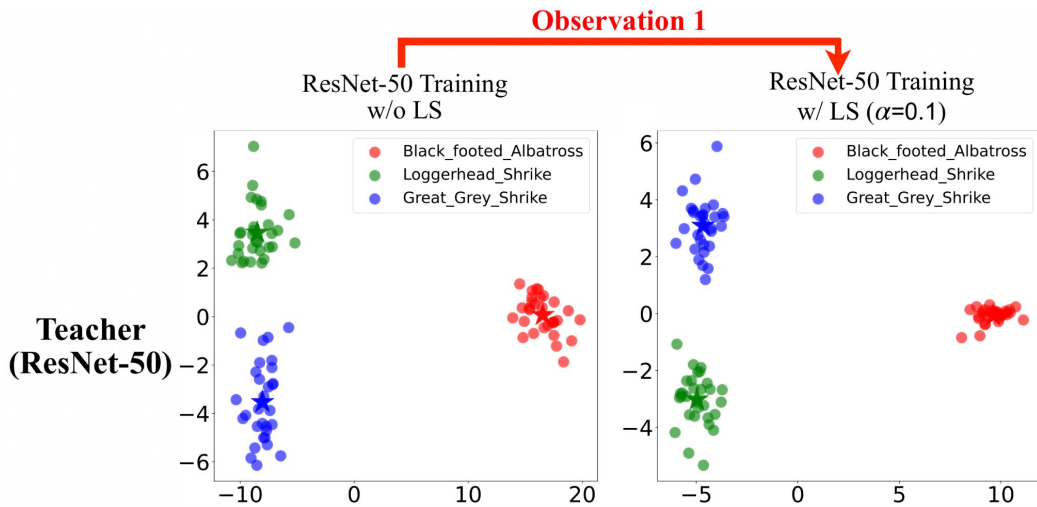 Observation 1
ResNet-50 Training
w/o LS
ResNet-50 Training
w/ LS (α=0.1)
Teacher
(ResNet-50)
Black_footed_Albatross
Loggerhead_Shrike
Great_Grey_Shrike
6
4
2
0
−2
−4
−6
−10
0
10
20
Black_footed_Albatross
Loggerhead_Shrike
Great_Grey_Shrike
6
4
2
0
−2
−4
−5
0
5
10